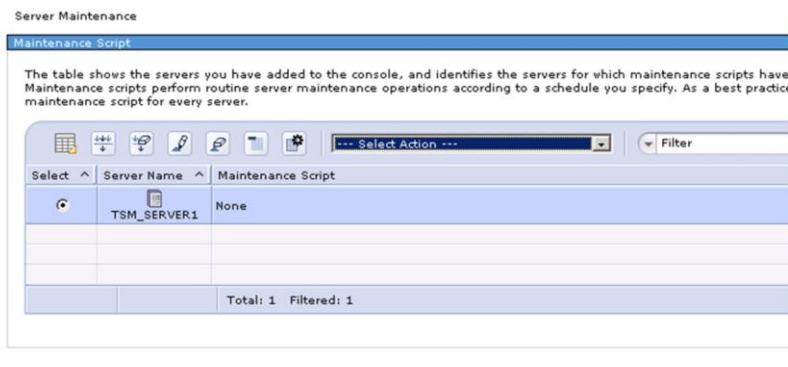 Server Maintenance
Maintenance Script
The table shows the servers you have added to the console, and identifies the servers for which maintenance scripts have
Maintenance scripts perform routine server maintenance operations according to a schedule you specify. As a best practice
maintenance script for every server.
--- Select Action --- Filter
Select ^ Server Name ^ Maintenance Script
TSM_SERVER1 None
Total: 1 Filtered: 1